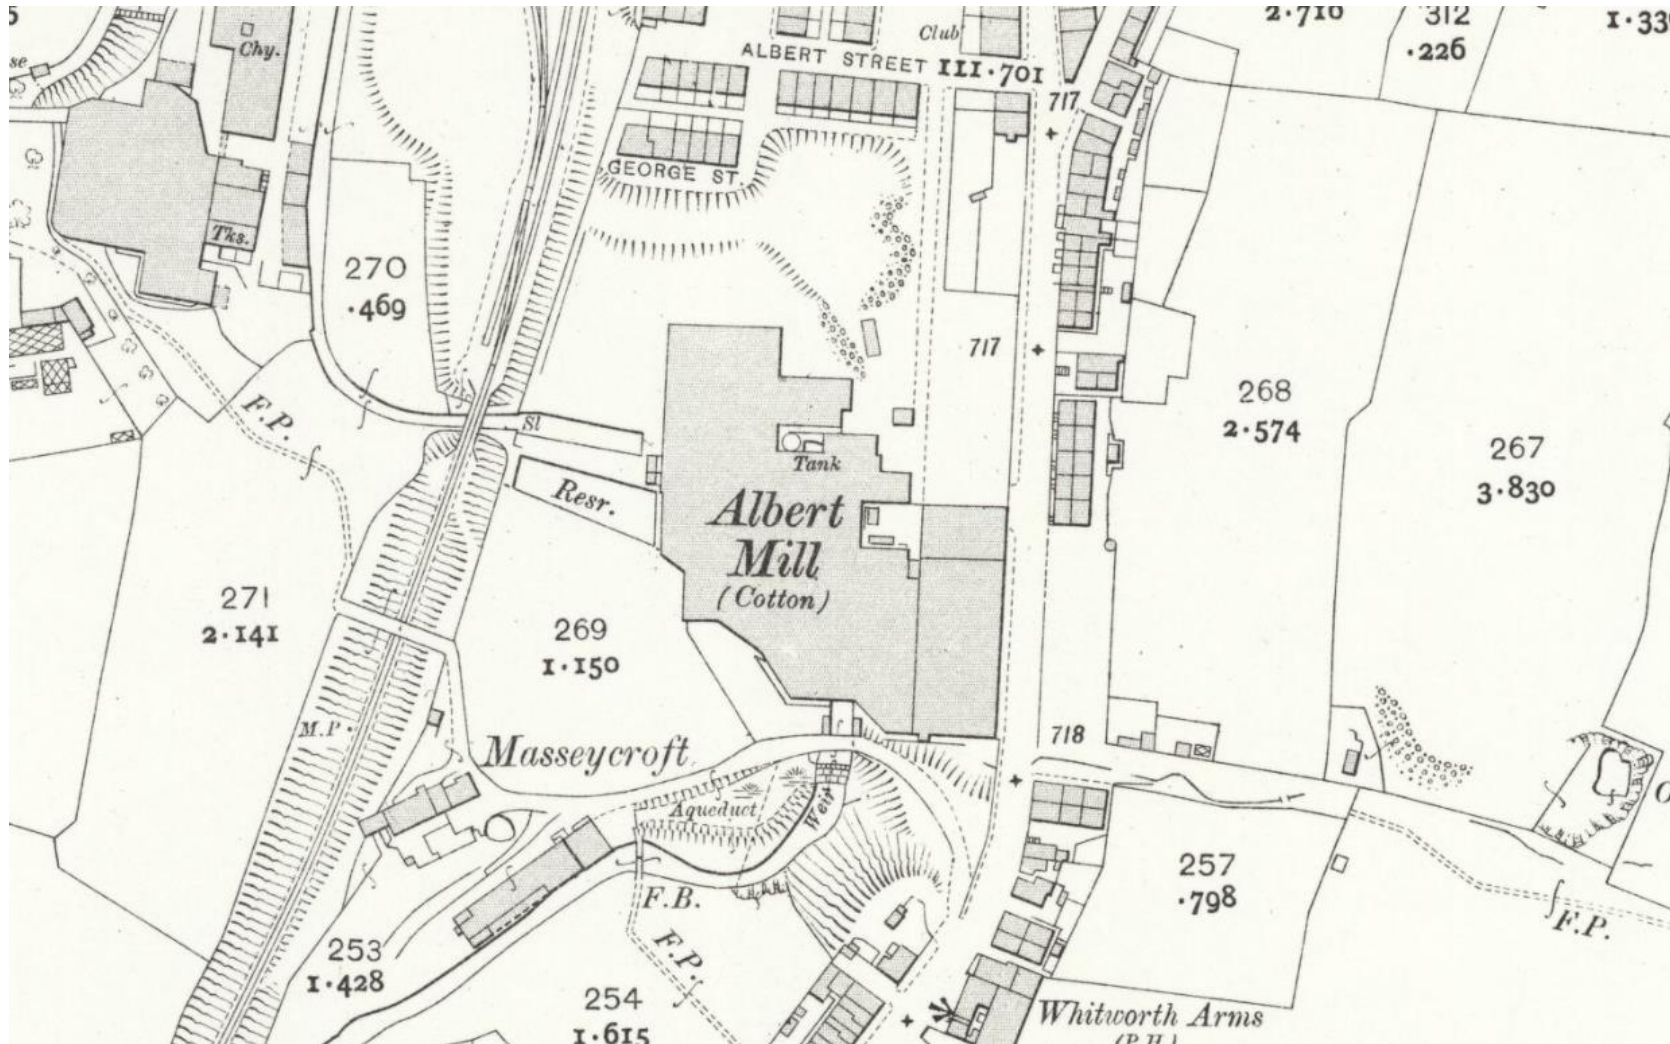 5
2.710
312
.226
Chy.
Club
ALBERT STREET
III.701
717
se
GEORGE ST.
Tks.
270
.469
717
268
2.574
F.P.
Sl
267
3.830
Tank
Resr.
Albert
Mill
(Cotton)
271
2.141
269
1.150
M.P.
718
Masseycroft
Aqueduct
Weir
257
.798
F.B.
F.P.
F.P.
253
1.428
254
1.615
Whitworth Arms
(P.H.)